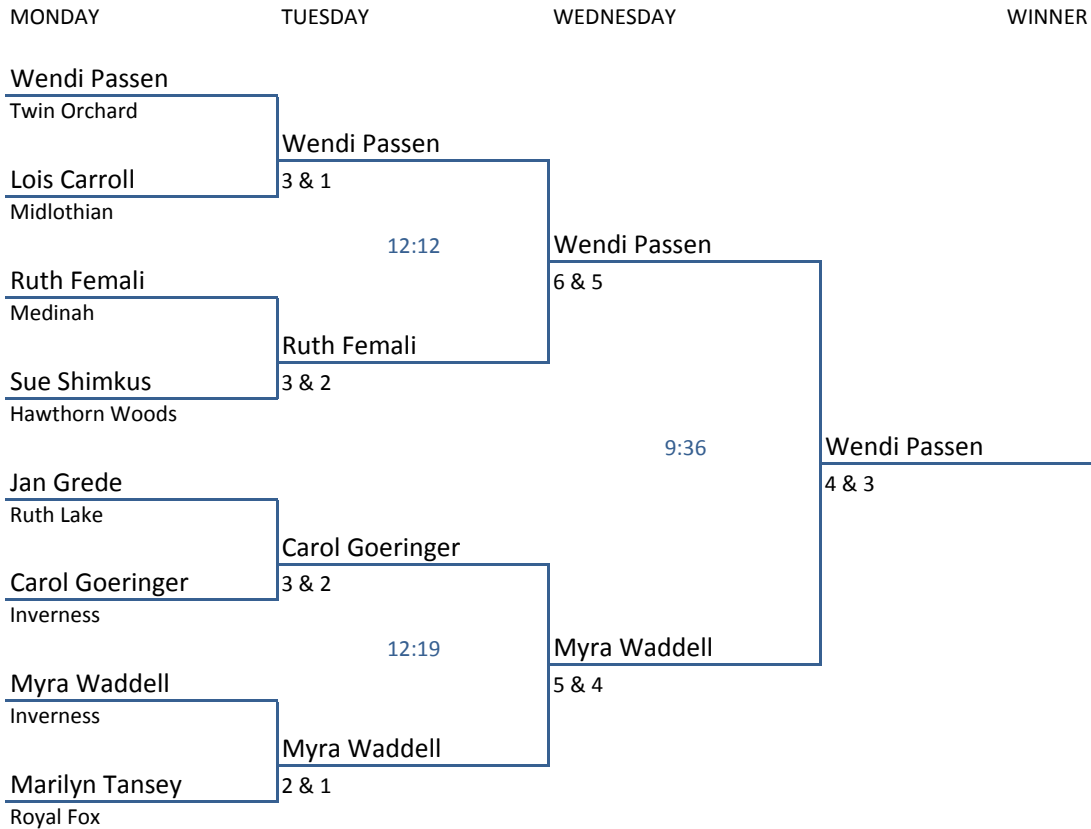 MONDAY TUESDAY WEDNESDAY WINNER
Wendi Passen
Twin Orchard
Wendi Passen
Lois Carroll
3 & 1
Midlothian
12:12
Wendi Passen
Ruth Femali
6 & 5
Medinah
Ruth Femali
Sue Shimkus
3 & 2
Hawthorn Woods
9:36
Wendi Passen
Jan Grede
4 & 3
Ruth Lake
Carol Goeringer
Carol Goeringer
3 & 2
Inverness
12:19
Myra Waddell
Myra Waddell
5 & 4
Inverness
Myra Waddell
Marilyn Tansey
2 & 1
Royal Fox